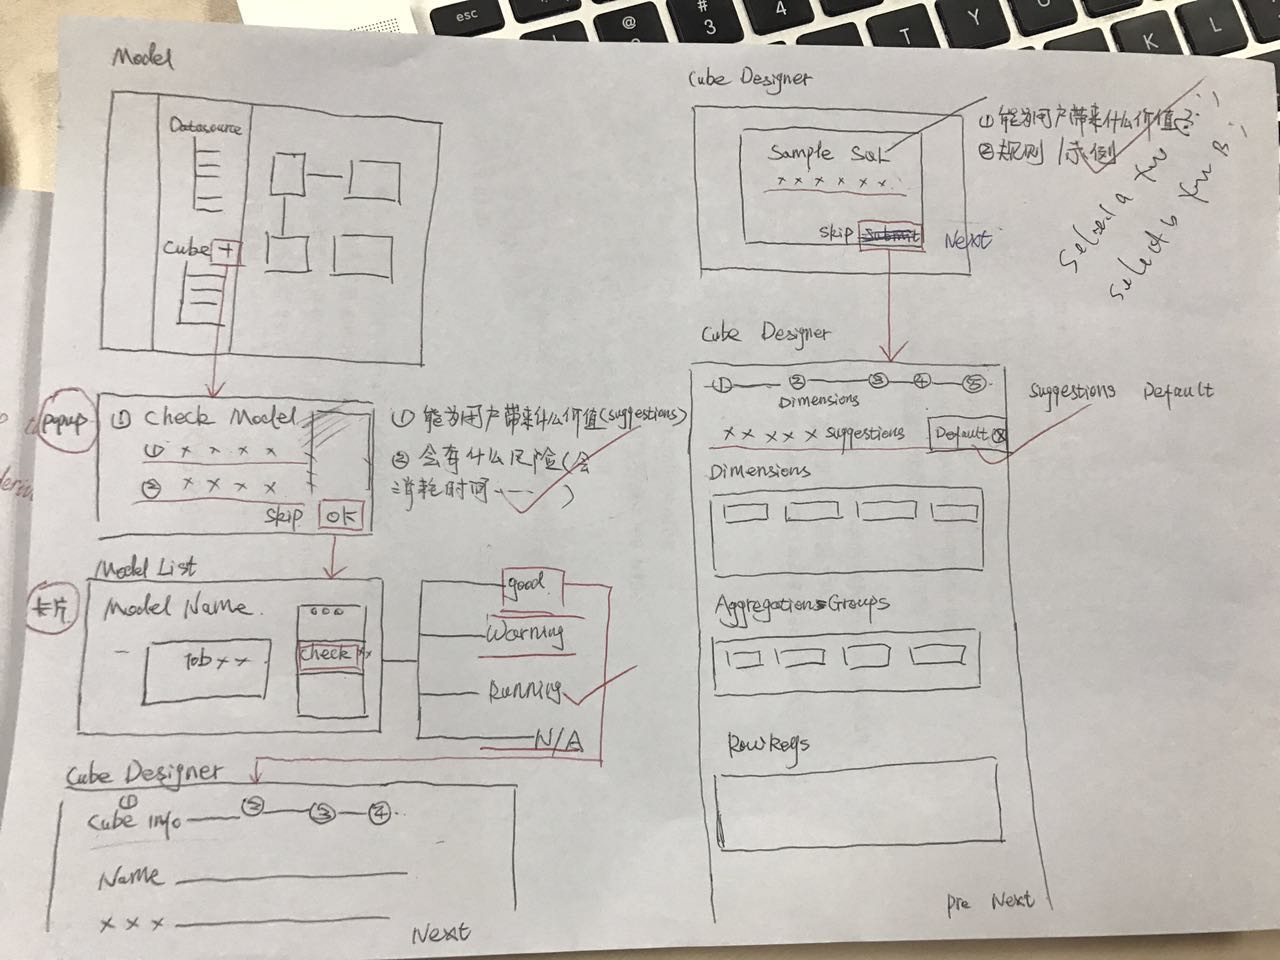 esc
@
2
#
3
$
4
T
Y
U
K
L
Model
Datasource
Cube +
popup
① Check Model
① x x x x
② x x x x
skip OK
① 能为用户带来什么价值(suggestions)
② 会有什么风险(会
消耗时间……)
Model List
卡片
Model Name
Job x x
check
good
Warning
Running
N/A
Cube Designer
①
Cube info ② ③ ④
Name
x x x
Next
Cube Designer
Sample SQL
x x x x x x
skip Submit Next
① 能为用户带来什么价值
② 规则/示例
Select a
Select b
Cube Designer
① ② ③ ④ ⑤
Dimensions
x x x x x suggestions Default
suggestions Default
Dimensions
Aggregations Groups
Rowkeys
Pre Next